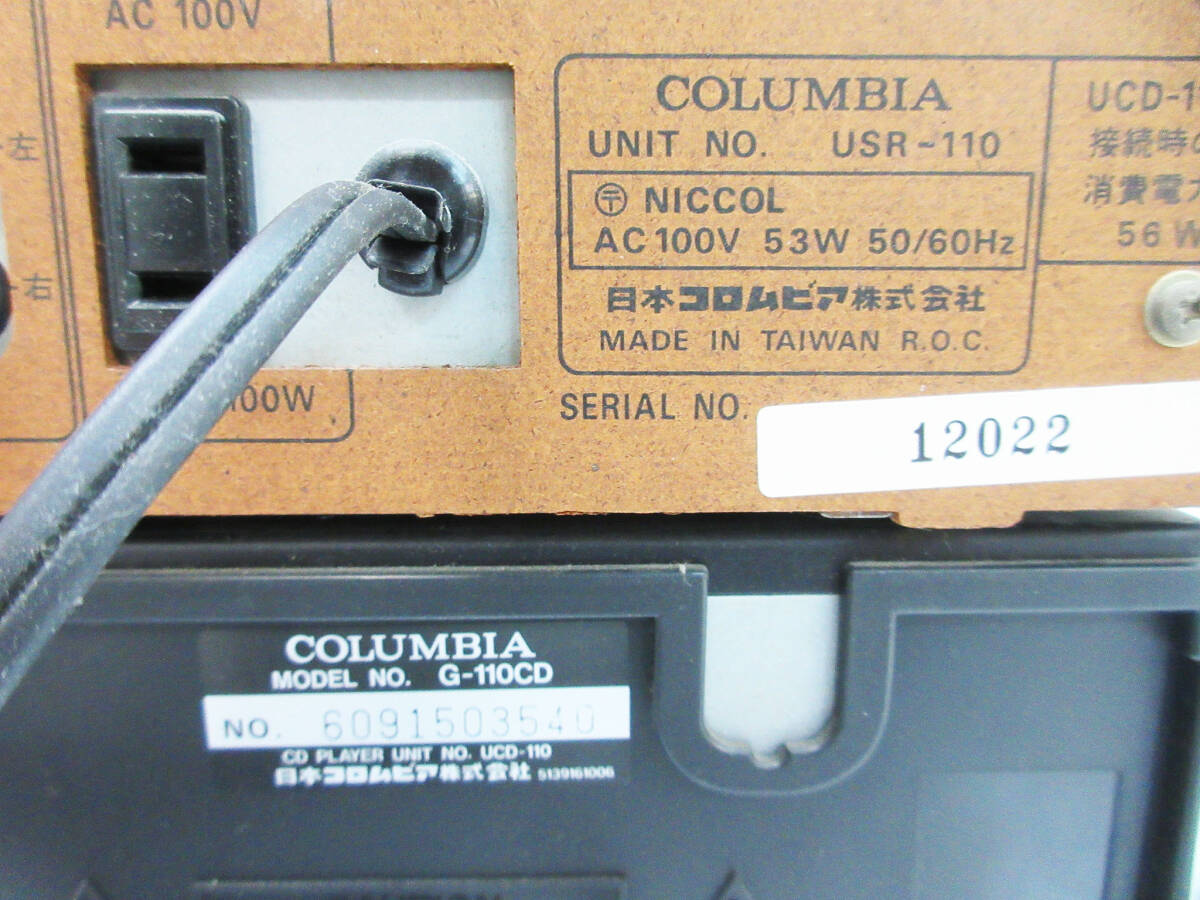 AC 100V
左
右
100W
COLUMBIA
UNIT NO. USR-110
〒 NICCOL
AC 100V 53W 50/60Hz
日本コロムビア株式会社
MADE IN TAIWAN R.O.C.
SERIAL NO.
12022
UCD-1
接続時の
消費電力
56W
COLUMBIA
MODEL NO. G-110CD
NO. 6091503540
CD PLAYER UNIT NO. UCD-110
日本コロムビア株式会社 5139161006